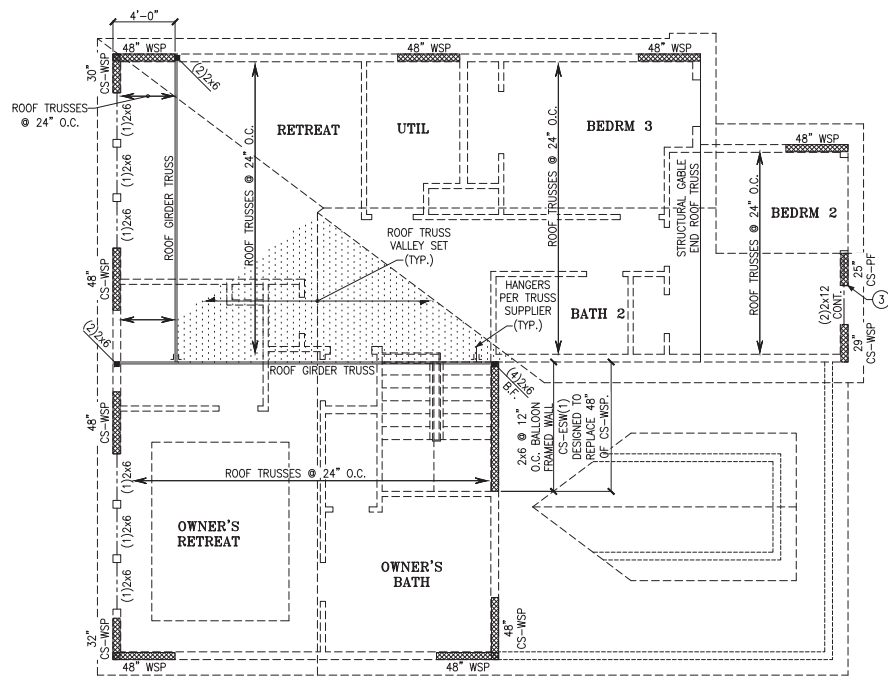 4'-0"
48" WSP
48" WSP
48" WSP
30"
CS-WSP
(2)2x6
ROOF TRUSSES
@ 24" O.C.
(1)2x6
(1)2x6
(1)2x6
ROOF GIRDER TRUSS
ROOF TRUSSES @ 24" O.C.
RETREAT
UTIL
ROOF TRUSSES @ 24" O.C.
BEDRM 3
STRUCTURAL GABLE
END ROOF TRUSS
48" WSP
ROOF TRUSSES @ 24" O.C.
BEDRM 2
ROOF TRUSS
VALLEY SET
(TYP.)
HANGERS
PER TRUSS
SUPPLIER
(TYP.)
BATH 2
25"
CS-PF
3
(2)2x12
CONT.
29"
CS-WSP
48"
CS-WSP
(2)2x6
ROOF GIRDER TRUSS
(4)2x6
B.F.
2x6 @ 12"
O.C. BALLOON
FRAMED WALL
CS-ESW(1)
DESIGNED TO
REPLACE 48"
OF CS-WSP.
48"
CS-WSP
ROOF TRUSSES @ 24" O.C.
(1)2x6
(1)2x6
(1)2x6
OWNER'S
RETREAT
OWNER'S
BATH
32"
CS-WSP
48"
CS-WSP
48" WSP
48" WSP